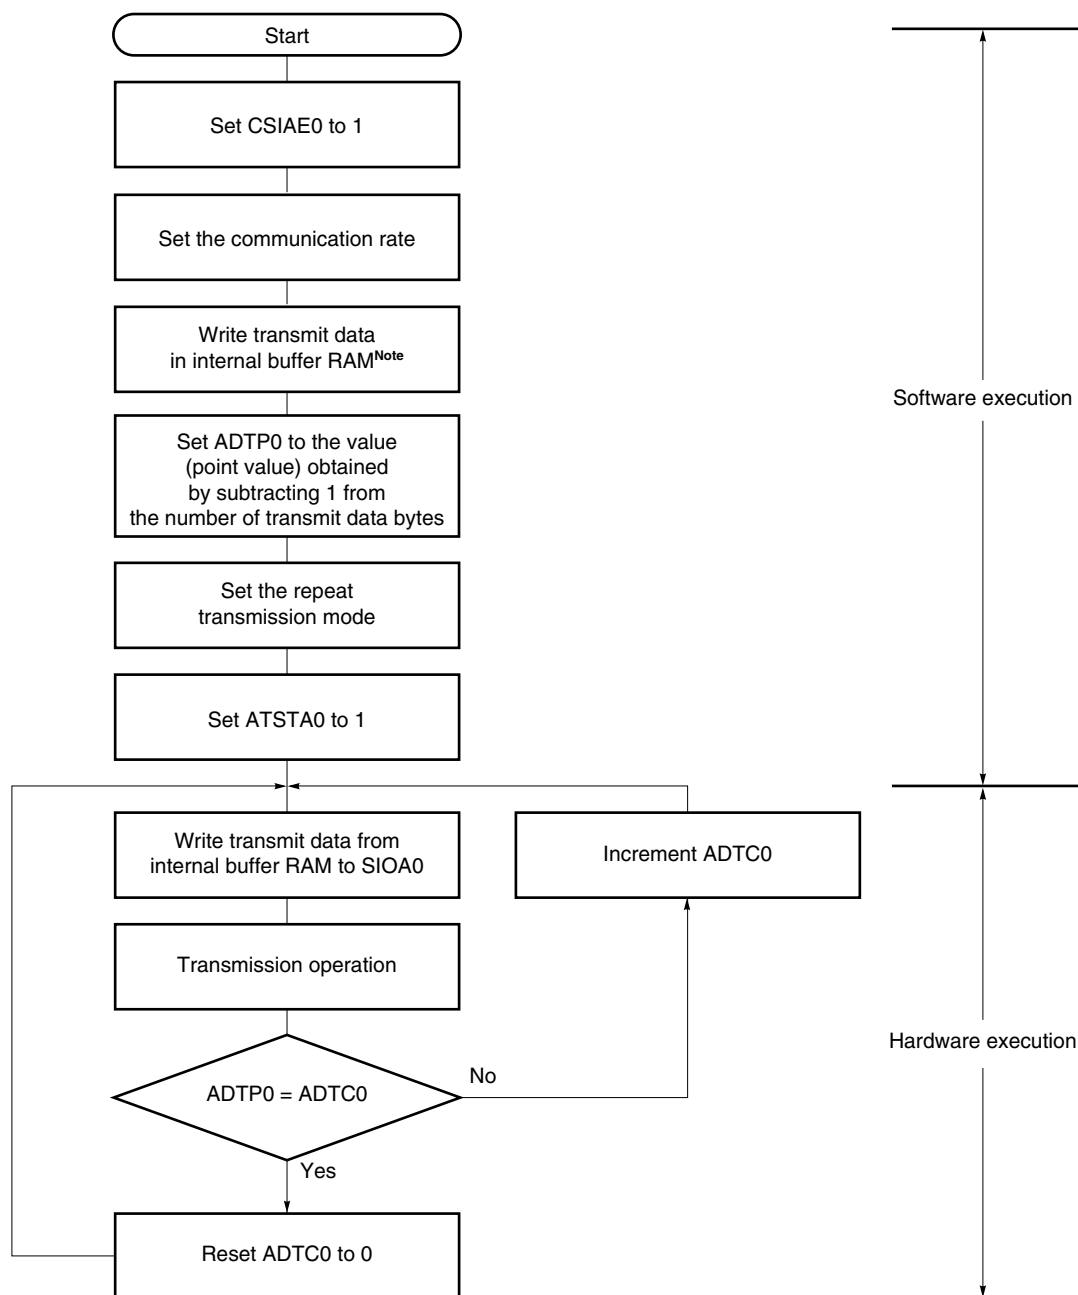 Start
Set CSIAE0 to 1
Set the communication rate
Write transmit data
in internal buffer RAMNote
Software execution
Set ADTP0 to the value
(point value) obtained
by subtracting 1 from
the number of transmit data bytes
Set the repeat
transmission mode
Set ATSTA0 to 1
Write transmit data from
internal buffer RAM to SIOA0
Increment ADTC0
Transmission operation
Hardware execution
ADTP0 = ADTC0
No
Yes
Reset ADTC0 to 0